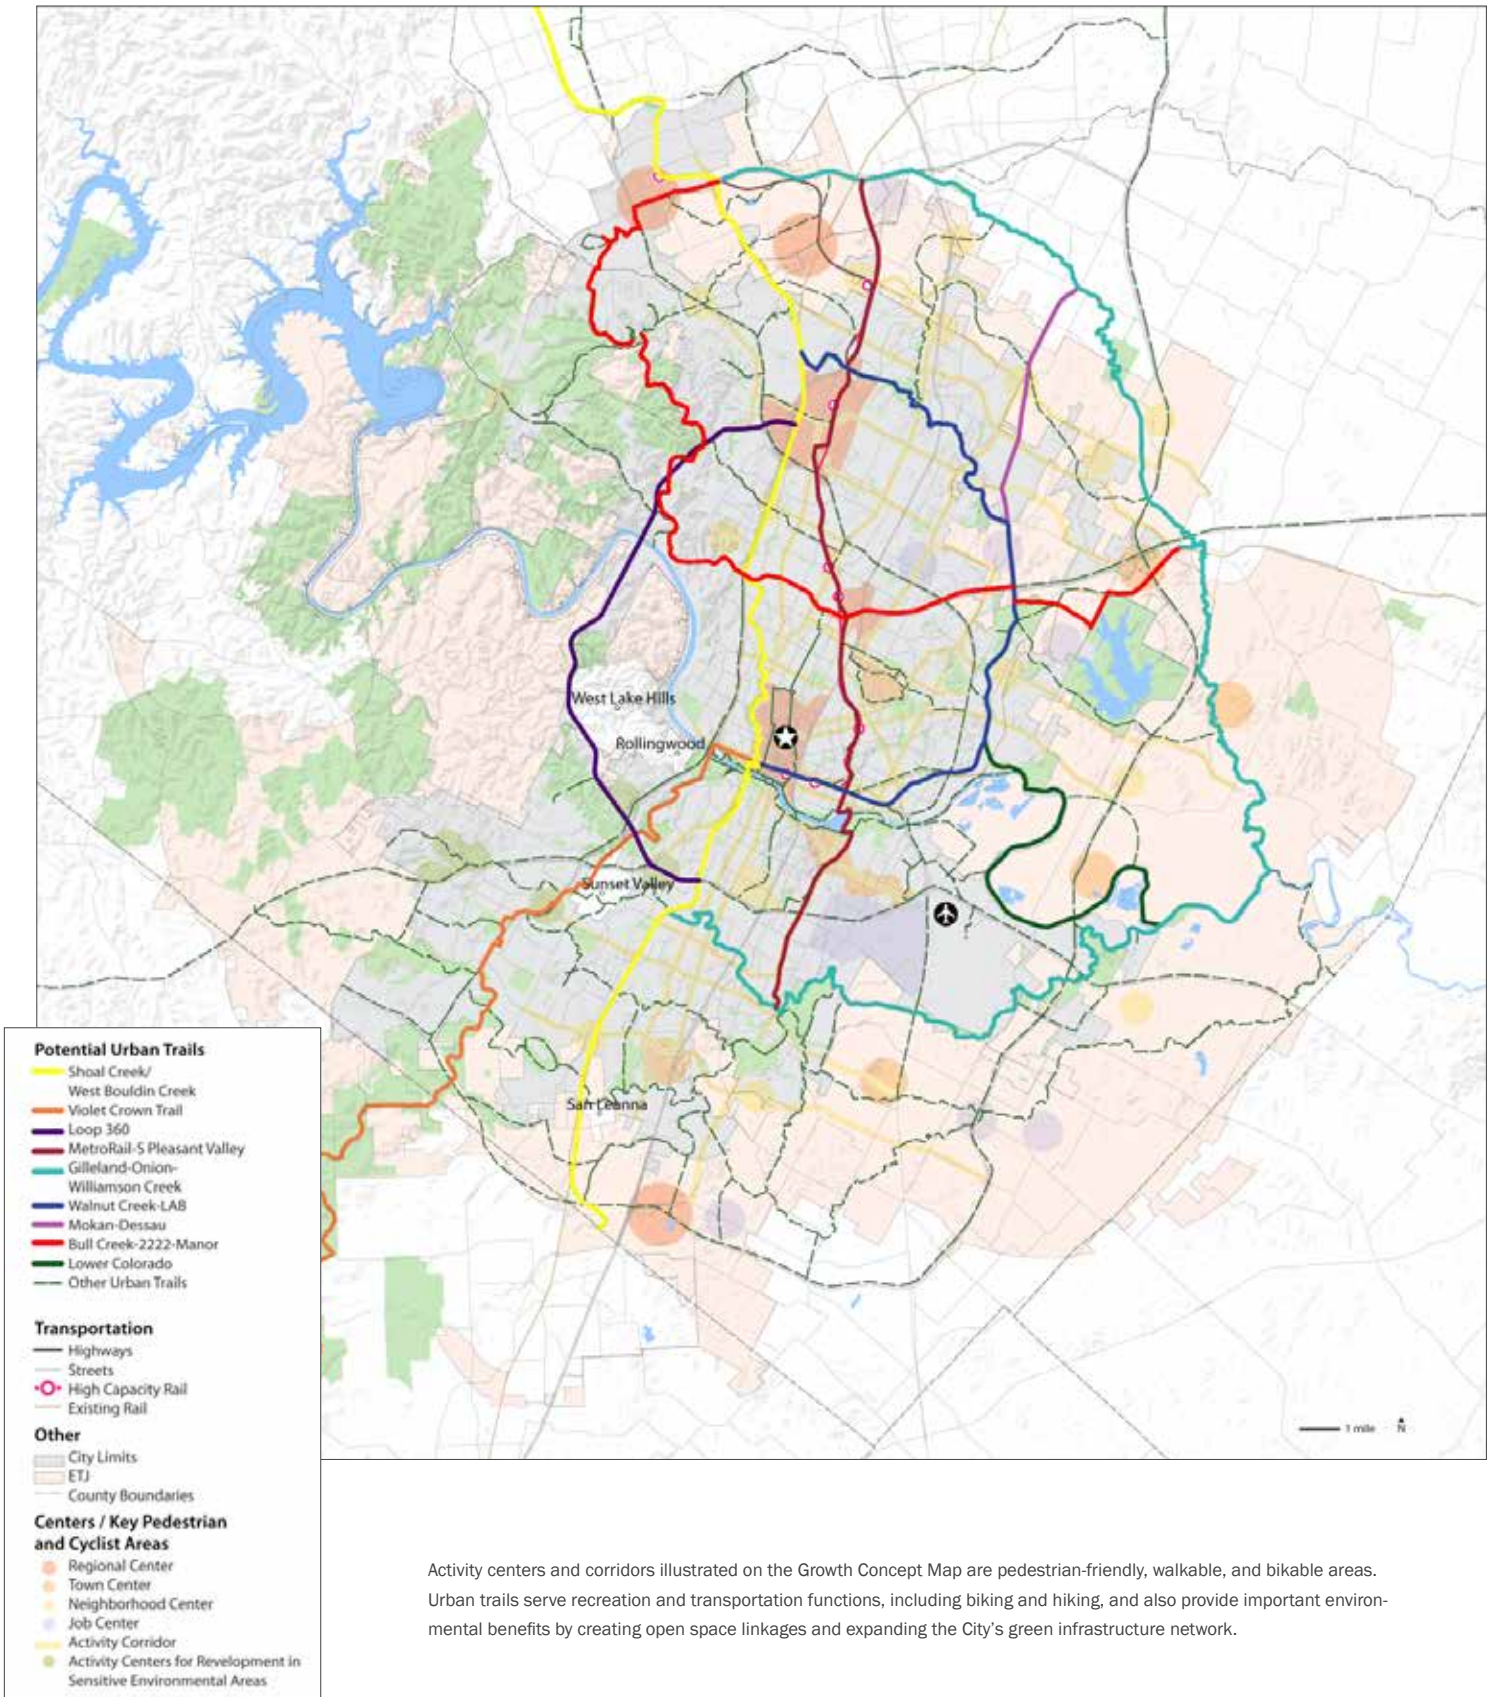 West Lake Hills
Rollingwood
Sunset Valley
San Leanna
1 mile
N
Potential Urban Trails
Shoal Creek/
West Bouldin Creek
Violet Crown Trail
Loop 360
MetroRail-S Pleasant Valley
Gilleland-Onion-
Williamson Creek
Walnut Creek-LAB
Mokan-Dessau
Bull Creek-2222-Manor
Lower Colorado
Other Urban Trails
Transportation
Highways
Streets
High Capacity Rail
Existing Rail
Other
City Limits
ETJ
County Boundaries
Centers / Key Pedestrian
and Cyclist Areas
Regional Center
Town Center
Neighborhood Center
Job Center
Activity Corridor
Activity Centers for Revelopment in
Sensitive Environmental Areas
Activity centers and corridors illustrated on the Growth Concept Map are pedestrian-friendly, walkable, and bikable areas.
Urban trails serve recreation and transportation functions, including biking and hiking, and also provide important environ-
mental benefits by creating open space linkages and expanding the City's green infrastructure network.